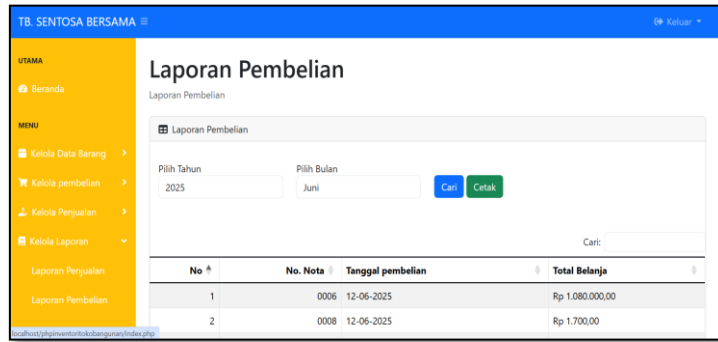 TB. SENTOSA BERSAMA
Keluar
UTAMA
Beranda
MENU
Kelola Data Barang
Kelola pembelian
Kelola Penjualan
Kelola Laporan
Laporan Penjualan
Laporan Pembelian
localhost/phpinventoritokobangunan/index.php
Laporan Pembelian
Laporan Pembelian
Laporan Pembelian
Pilih Tahun Pilih Bulan
2025 Juni Cari Cetak
Cari:
No No. Nota Tanggal pembelian Total Belanja
1 0006 12-06-2025 Rp 1.080.000,00
2 0008 12-06-2025 Rp 1.700,00